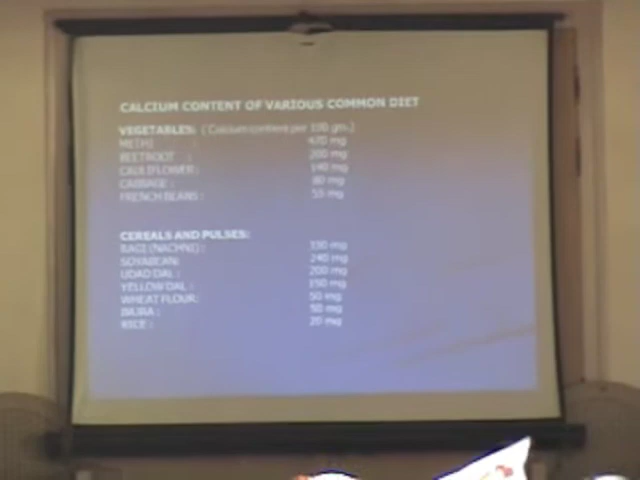 CALCIUM CONTENT OF VARIOUS COMMON DIET
VEGETABLES: (Calcium content per 100 gm.)
METHI : 470 mg
BEETROOT : 200 mg
CAULIFLOWER: 140 mg
CABBAGE : 80 mg
FRENCH BEANS : 55 mg
CEREALS AND PULSES:
RAGI (NACHNI) : 330 mg
SOYABEAN: 240 mg
UDAD DAL : 200 mg
YELLOW DAL : 150 mg
WHEAT FLOUR: 50 mg
BAJRA : 50 mg
RICE : 20 mg